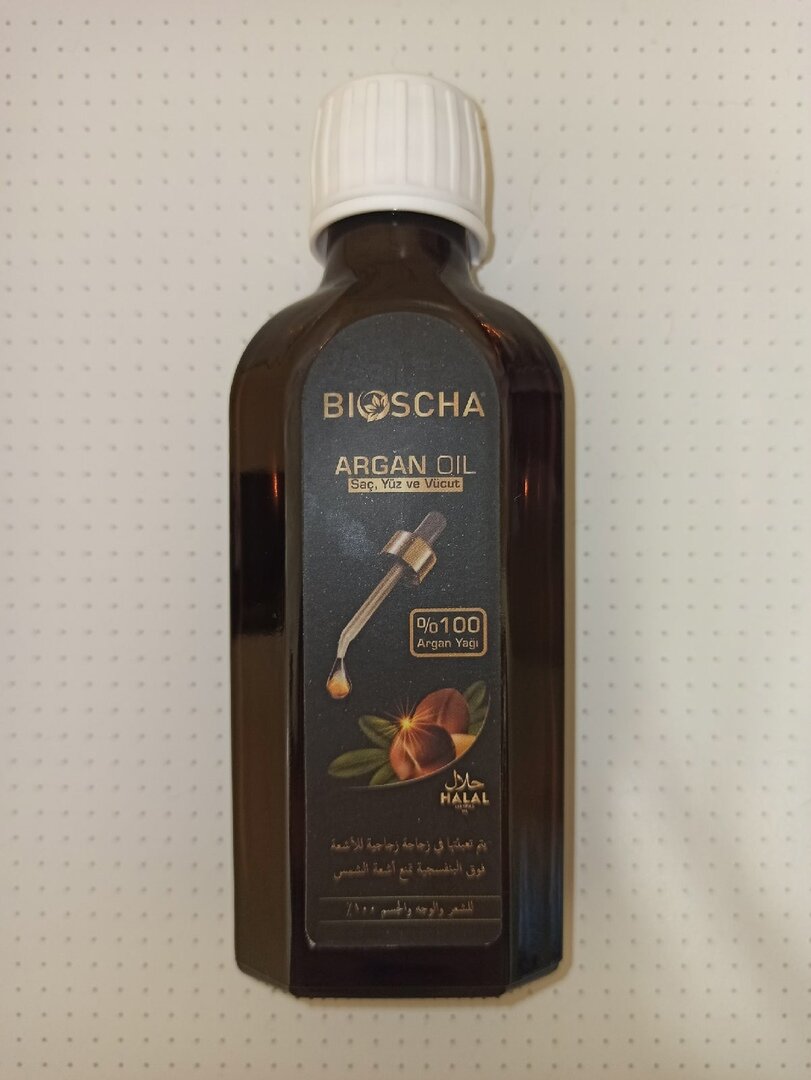 BIOSCHA
ARGAN OIL
Saç, Yüz ve Vücut
%100
Argan Yağı
حلال
HALAL
يتم تعبئتها في زجاجة زجاجية للأشعة
فوق البنفسجية تمنع أشعة الشمس
للشعر والوجه والجسم ١٠٠٪